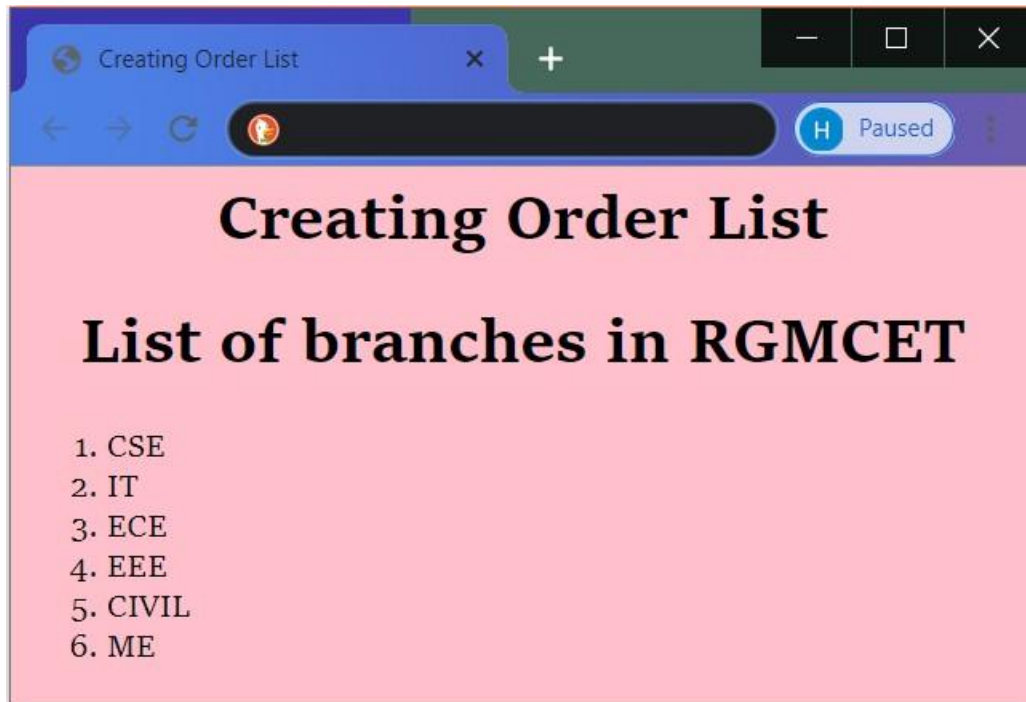 Creating Order List
H Paused
Creating Order List
List of branches in RGMCET
1. CSE
2. IT
3. ECE
4. EEE
5. CIVIL
6. ME